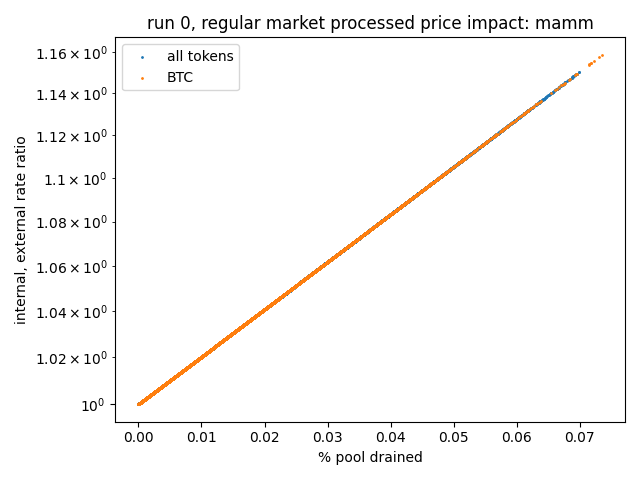 run 0, regular market processed price impact: mamm
all tokens
BTC
internal, external rate ratio
1.16 × 10⁰
1.14 × 10⁰
1.12 × 10⁰
1.1 × 10⁰
1.08 × 10⁰
1.06 × 10⁰
1.04 × 10⁰
1.02 × 10⁰
10⁰
0.00 0.01 0.02 0.03 0.04 0.05 0.06 0.07
% pool drained